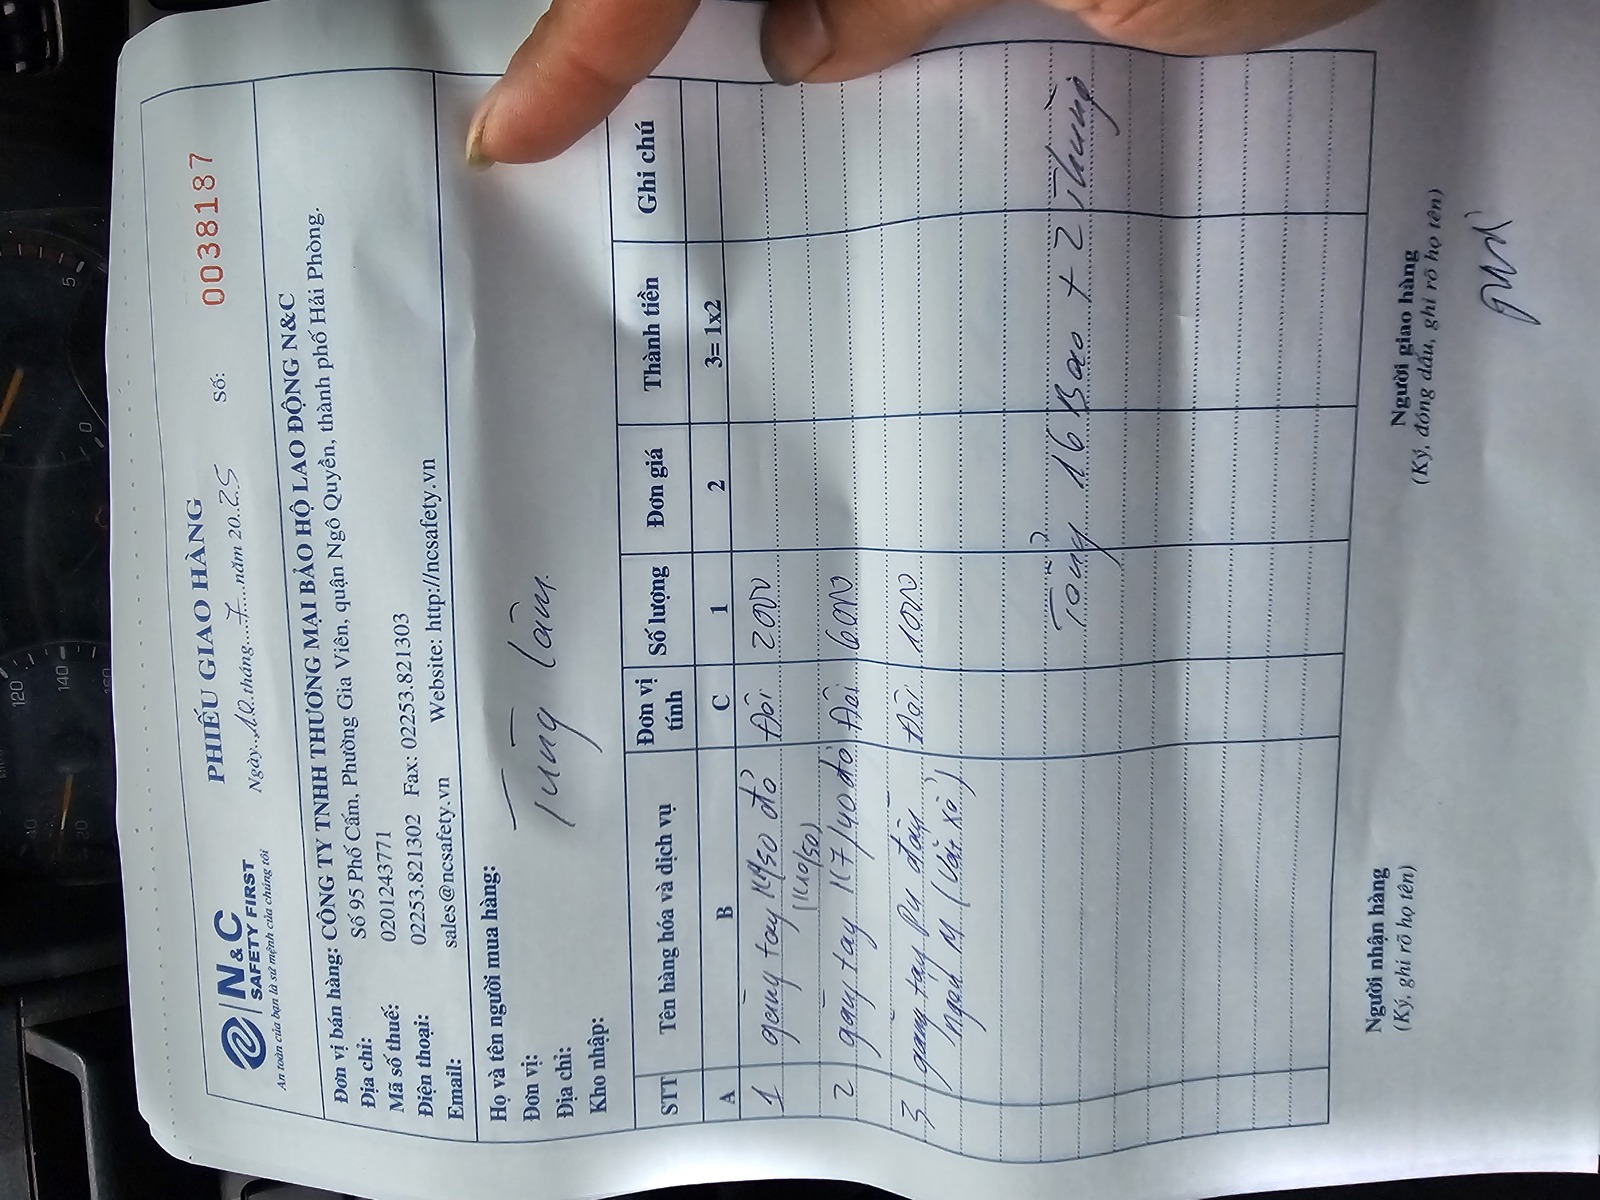 N&C
SAFETY FIRST
An toàn của bạn là sứ mệnh của chúng tôi
PHIẾU GIAO HÀNG
Ngày 10 tháng 7 năm 2025
Số: 0038187
Đơn vị bán hàng: CÔNG TY TNHH THƯƠNG MẠI BẢO HỘ LAO ĐỘNG N&C
Địa chỉ: Số 95 Phố Cấm, Phường Gia Viên, quận Ngô Quyền, thành phố Hải Phòng.
Mã số thuế: 0201243771
Điện thoại: 02253.821302 Fax: 02253.821303
Email: sales@ncsafety.vn Website: http://ncsafety.vn
Họ và tên người mua hàng:
Đơn vị: Tùng Lâm
Địa chỉ:
Kho nhập:
STT Tên hàng hóa và dịch vụ Đơn vị tính Số lượng Đơn giá Thành tiền Ghi chú
A B C 1 2 3= 1x2
1 găng tay đỏ Đôi 2000
2 găng tay K7/40 đỏ Đôi 6000
3 găng tay PU đầu Đôi 1000
ngón M
Tổng 16 Bao + 2 Thùng
Người nhận hàng
(Ký, ghi rõ họ tên)
Người giao hàng
(Ký, đóng dấu, ghi rõ họ tên)
5
0
120
140
160
20